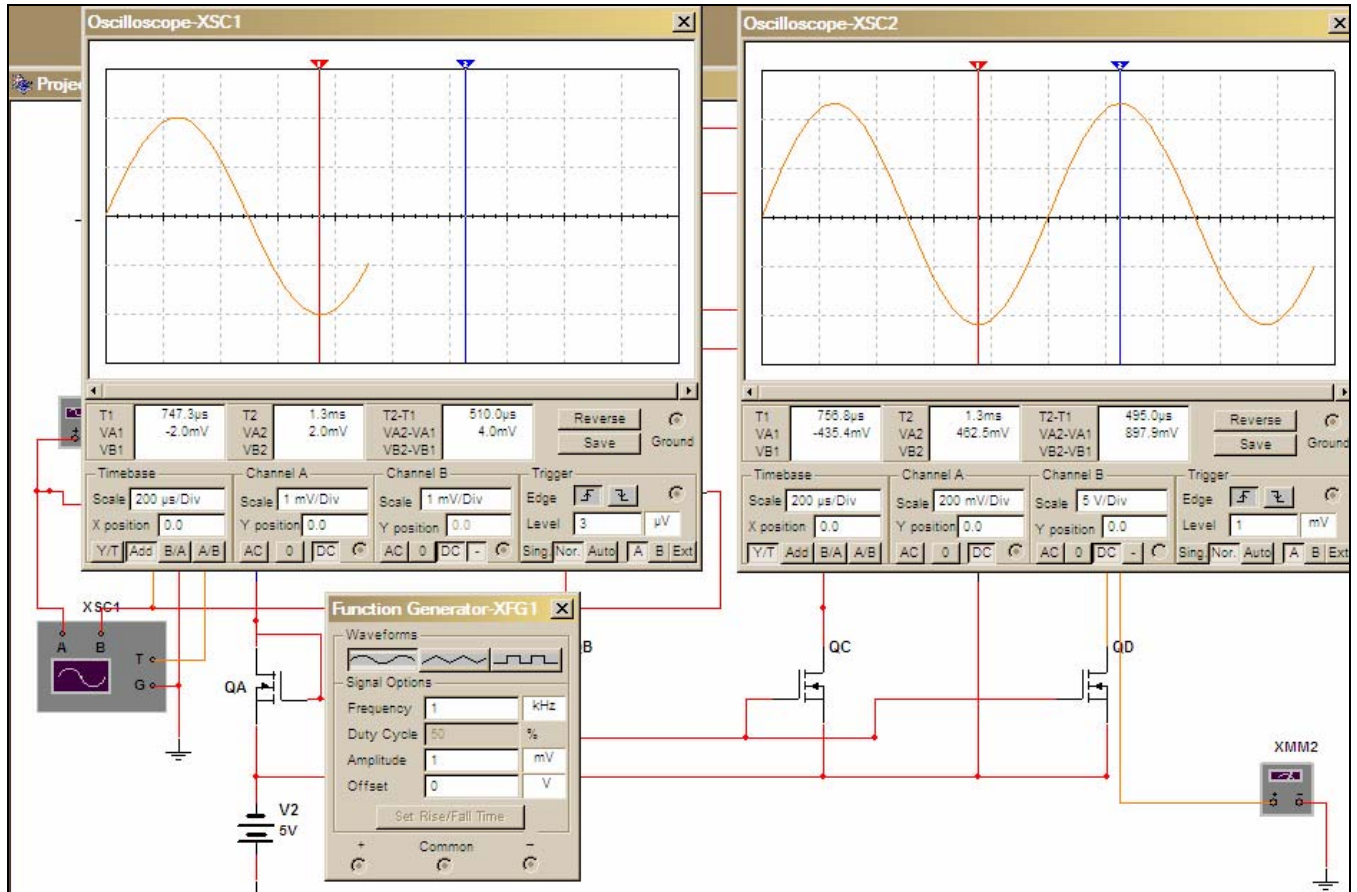 Oscilloscope-XSC1
1
2
T1 747.3µs T2 1.3ms T2-T1 510.0µs Reverse
VA1 -2.0mV VA2 2.0mV VA2-VA1 4.0mV
VB1 VB2 VB2-VB1 Save Ground
Timebase Channel A Channel B Trigger
Scale 200 µs/Div Scale 1 mV/Div Scale 1 mV/Div Edge
X position 0.0 Y position 0.0 Y position 0.0 Level 3 µV
Y/T Add B/A A/B AC 0 DC AC 0 DC - Sing. Nor. Auto A B Ext
Oscilloscope-XSC2
1
2
T1 756.8µs T2 1.3ms T2-T1 495.0µs Reverse
VA1 -435.4mV VA2 462.5mV VA2-VA1 897.9mV
VB1 VB2 VB2-VB1 Save Ground
Timebase Channel A Channel B Trigger
Scale 200 µs/Div Scale 200 mV/Div Scale 5 V/Div Edge
X position 0.0 Y position 0.0 Y position 0.0 Level 1 mV
Y/T Add B/A A/B AC 0 DC AC 0 DC - Sing. Nor. Auto A B Ext
Projec
XSC1
A B
T
G
QA
V2
5V
Function Generator-XFG1
Waveforms
Signal Options
Frequency 1 kHz
Duty Cycle 50 %
Amplitude 1 mV
Offset 0 V
Set Rise/Fall Time
+ Common -
B
QC
QD
XMM2
+ -